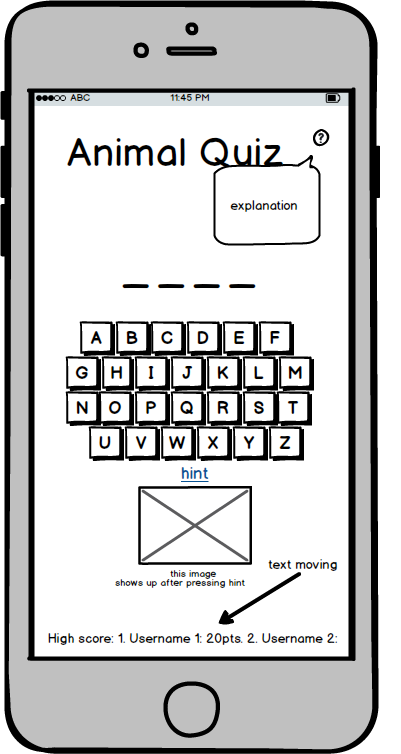 ABC 11:45 PM
Animal Quiz
?
explanation
A B C D E F
G H I J K L M
N O P Q R S T
U V W X Y Z
hint
this image
shows up after pressing hint
text moving
High score: 1. Username 1: 20pts. 2. Username 2: